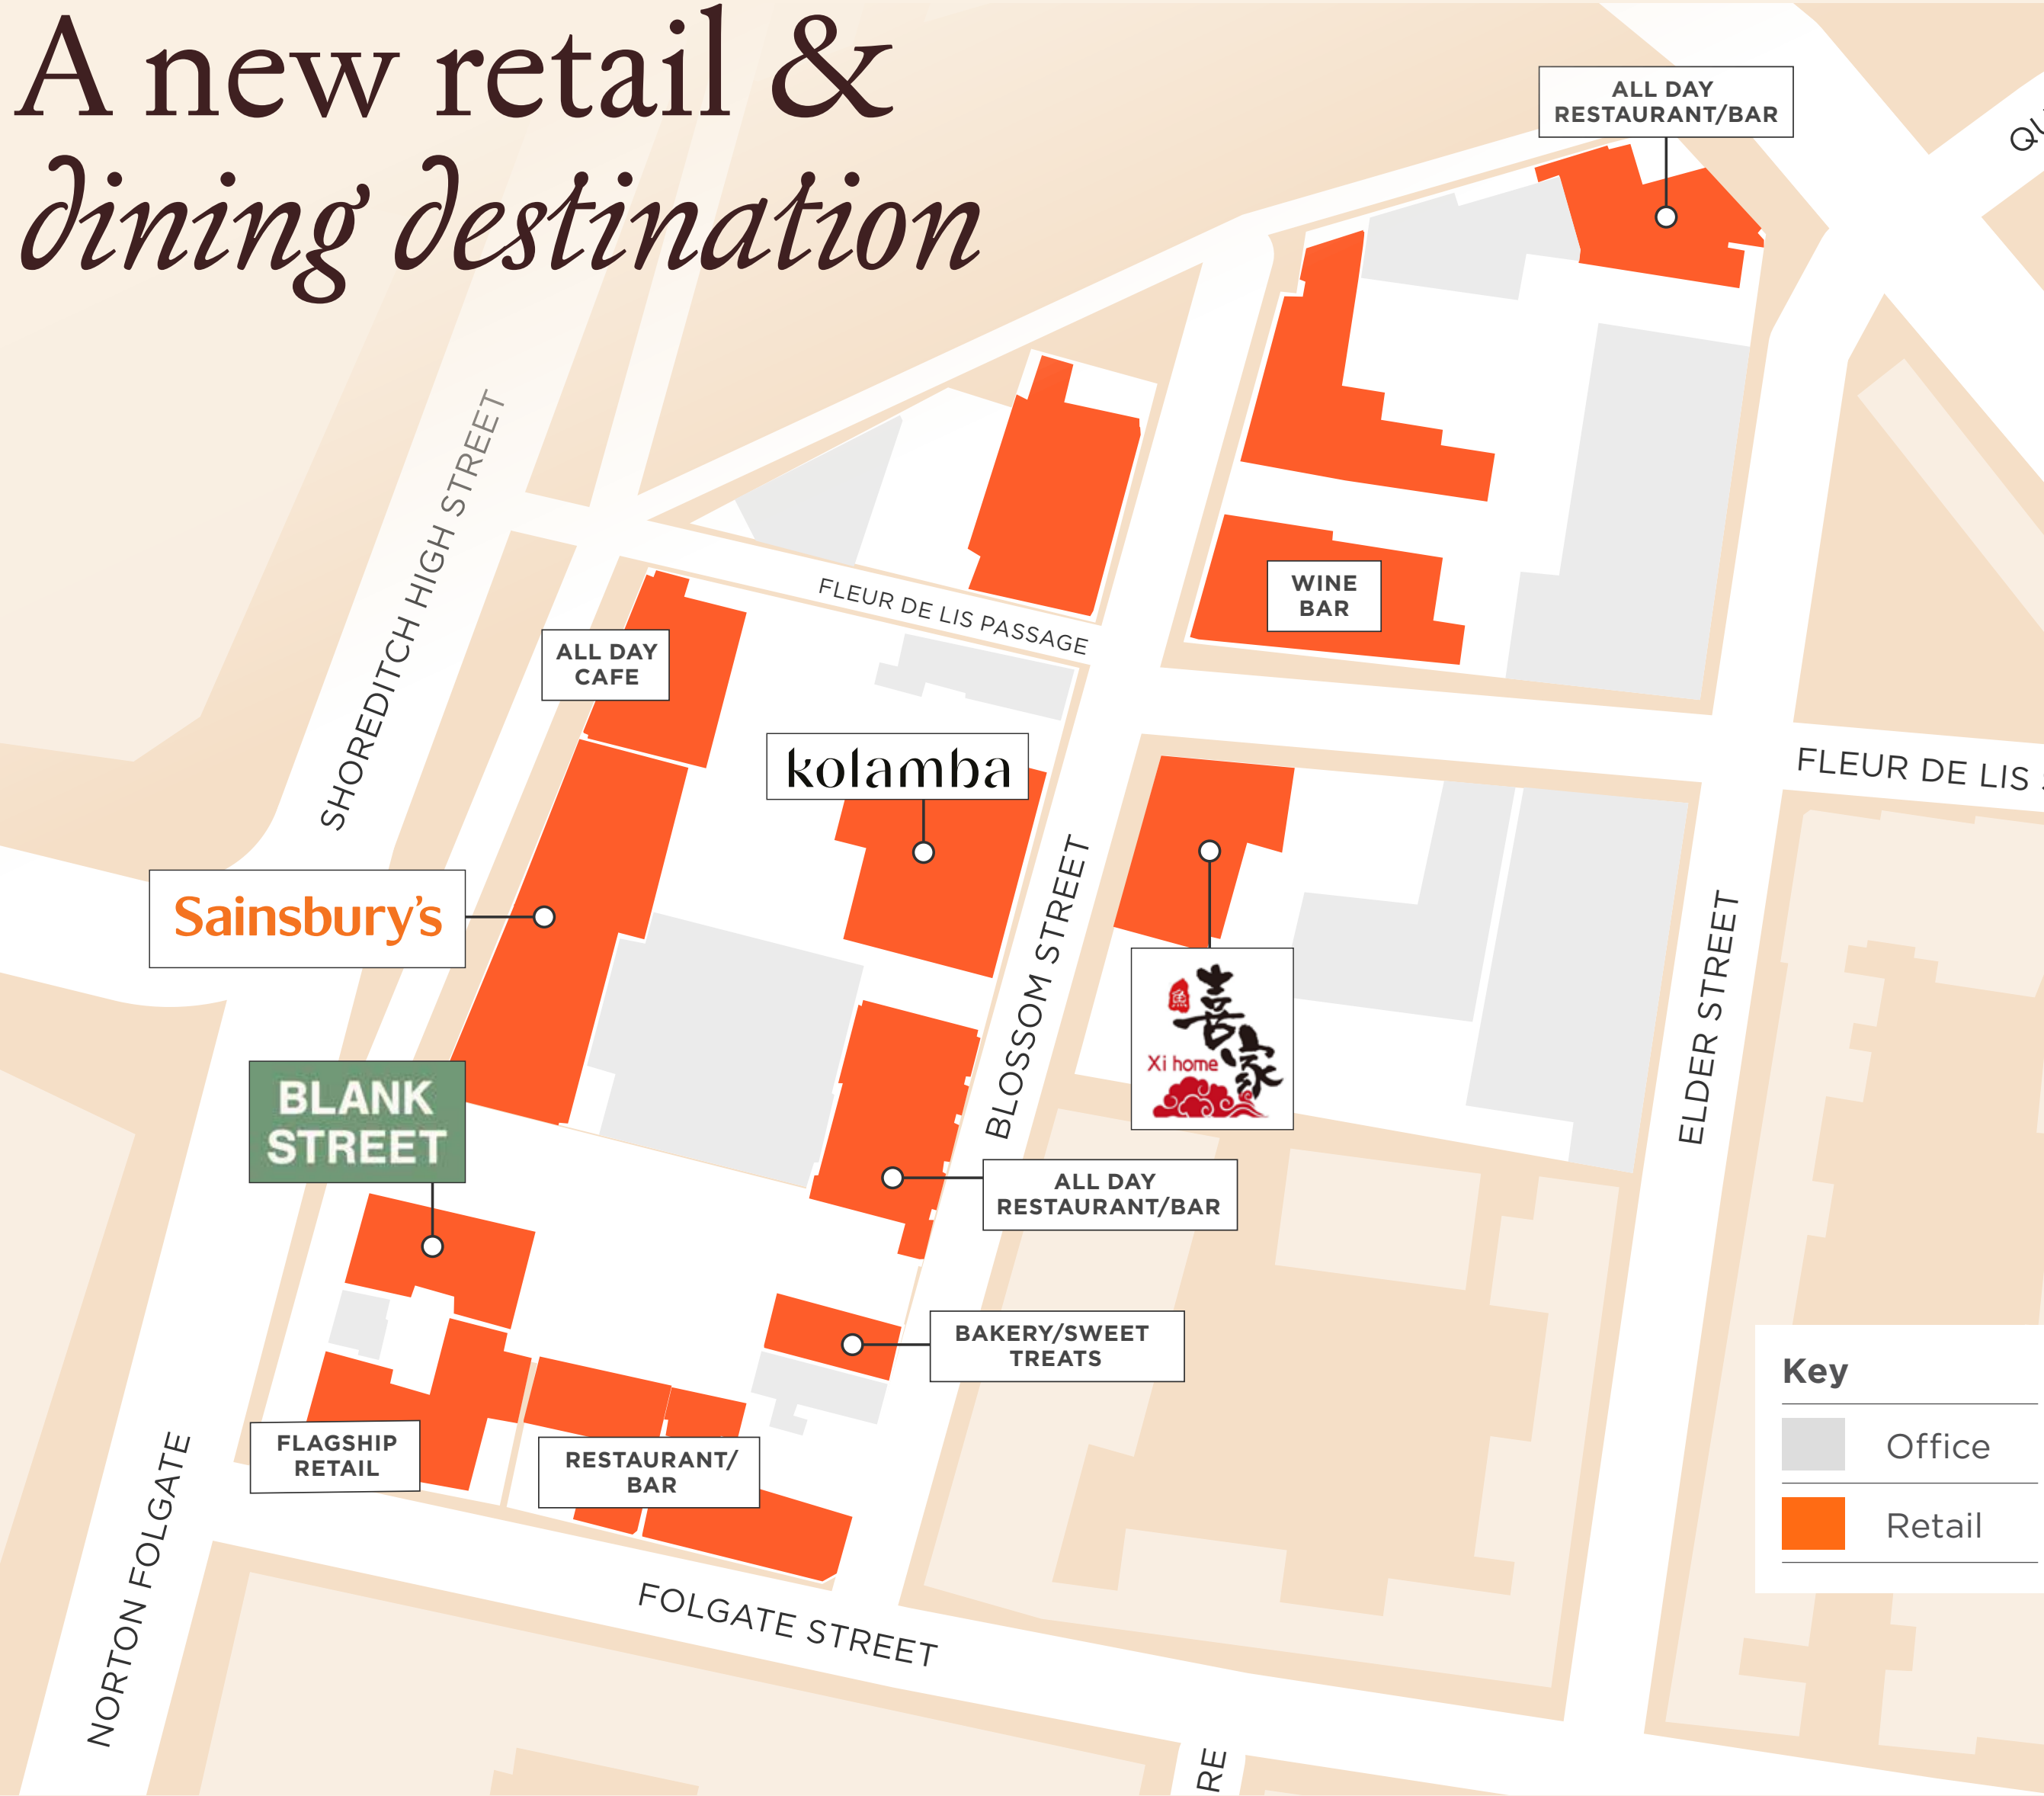 A new retail &
dining destination
ALL DAY
RESTAURANT/BAR
SHOREDITCH HIGH STREET
FLEUR DE LIS PASSAGE
WINE
BAR
ALL DAY
CAFE
kolamba
FLEUR DE LIS
Sainsbury's
BLOSSOM STREET
ELDER STREET
喜家
Xi home
BLANK
STREET
ALL DAY
RESTAURANT/BAR
BAKERY/SWEET
TREATS
FLAGSHIP
RETAIL
RESTAURANT/
BAR
NORTON FOLGATE
FOLGATE STREET
Key
Office
Retail